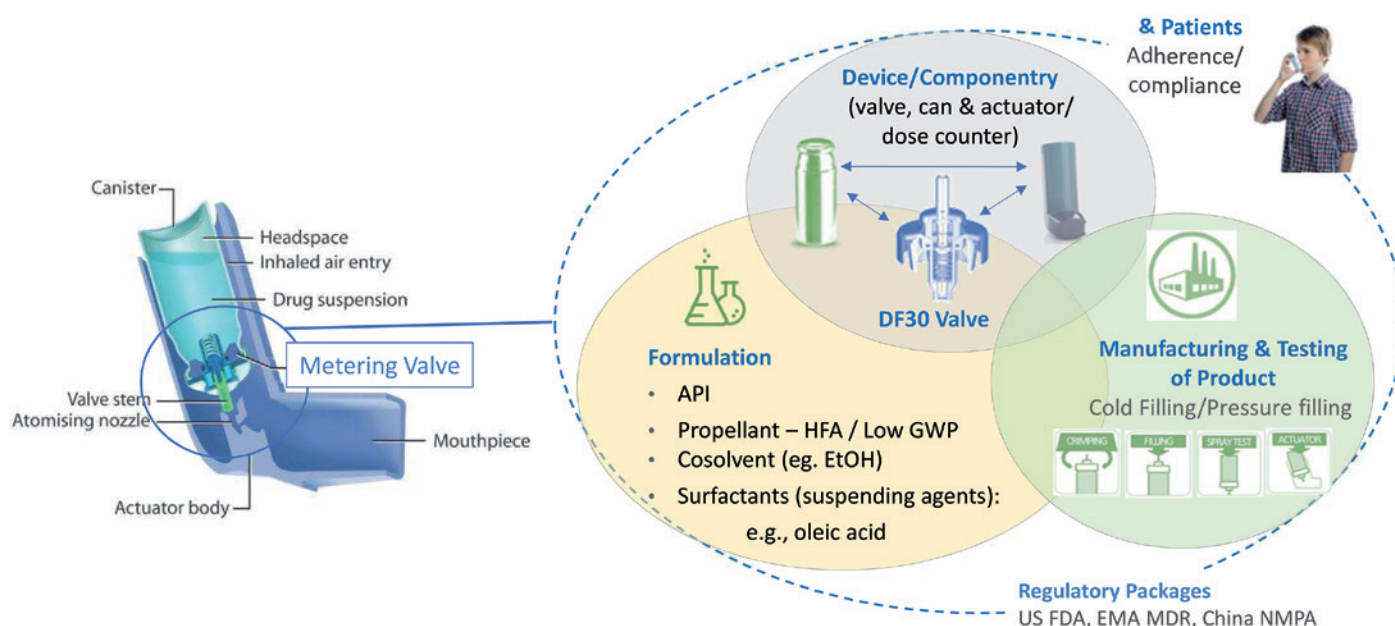 Canister
Headspace
Inhaled air entry
Drug suspension
Metering Valve
Valve stem
Atomising nozzle
Mouthpiece
Actuator body
& Patients
Adherence/
compliance
Device/Componentry
(valve, can & actuator/
dose counter)
DF30 Valve
Formulation
• API
• Propellant – HFA / Low GWP
• Cosolvent (eg. EtOH)
• Surfactants (suspending agents):
e.g., oleic acid
Manufacturing & Testing
of Product
Cold Filling/Pressure filling
CRIMPING
FILLING
SPRAY TEST
ACTUATOR
Regulatory Packages
US FDA, EMA MDR, China NMPA